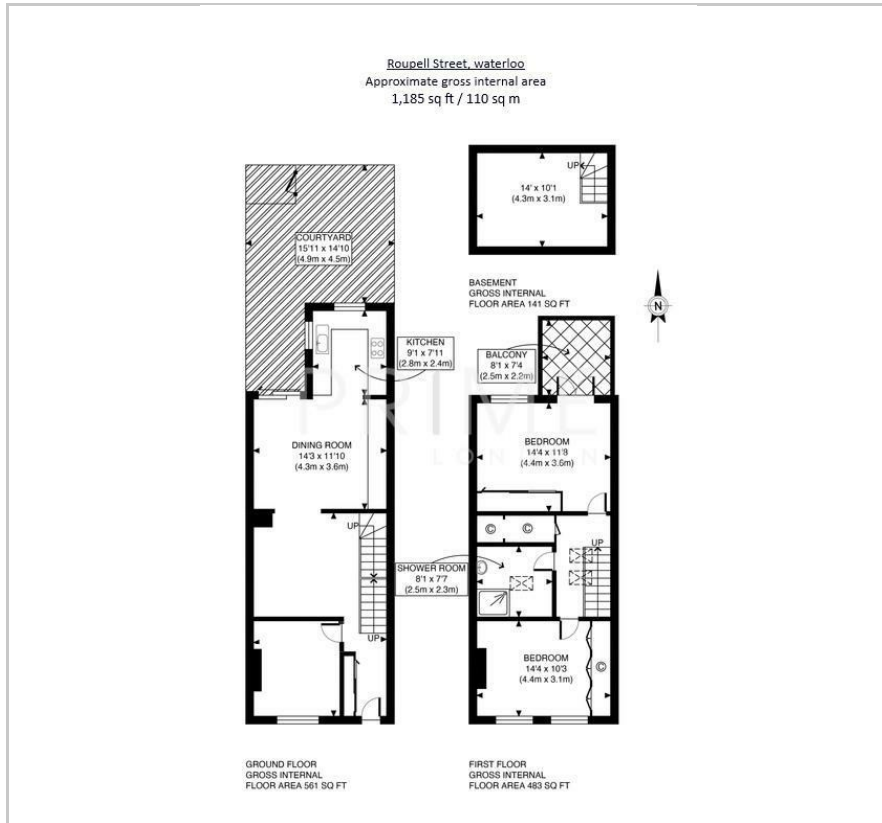 Roupell Street, waterloo
Approximate gross internal area
1,185 sq ft / 110 sq m
UP
14' x 10'1
(4.3m x 3.1m)
BASEMENT
GROSS INTERNAL
FLOOR AREA 141 SQ FT
COURTYARD
15'11 x 14'10
(4.9m x 4.5m)
N
KITCHEN
9'1 x 7'11
(2.8m x 2.4m)
BALCONY
8'1 x 7'4
(2.5m x 2.2m)
PRIME
LONDON
DINING ROOM
14'3 x 11'10
(4.3m x 3.6m)
BEDROOM
14'4 x 11'8
(4.4m x 3.6m)
UP
C C
UP
SHOWER ROOM
8'1 x 7'7
(2.5m x 2.3m)
UP
BEDROOM
14'4 x 10'3
(4.4m x 3.1m)
C
GROUND FLOOR
GROSS INTERNAL
FLOOR AREA 561 SQ FT
FIRST FLOOR
GROSS INTERNAL
FLOOR AREA 483 SQ FT